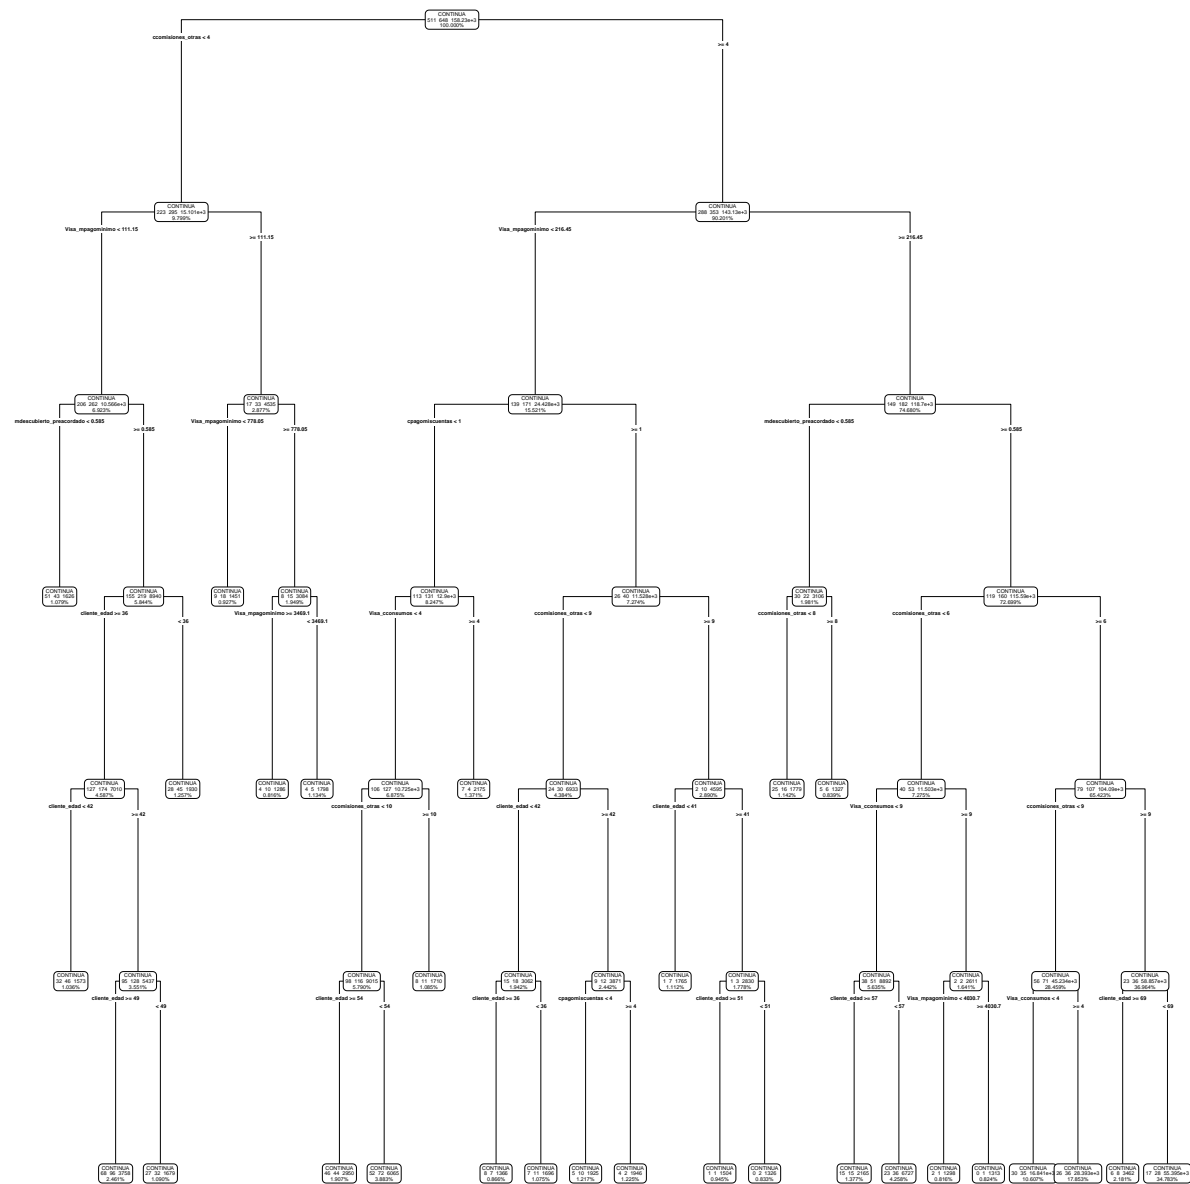 CONTINUA
511 648 158.23e+3
100.000%
ccomisiones_otras < 4
>= 4
CONTINUA
223 295 15.101e+3
9.799%
CONTINUA
288 353 143.13e+3
90.201%
Visa_mpagominimo < 111.15
>= 111.15
Visa_mpagominimo < 216.45
>= 216.45
CONTINUA
206 262 10.566e+3
6.923%
CONTINUA
17 33 4535
2.877%
CONTINUA
139 171 24.428e+3
15.521%
CONTINUA
149 182 118.7e+3
74.680%
mdescubierto_preacordado < 0.585
>= 0.585
Visa_mpagominimo < 778.05
>= 778.05
cpagomiscuentas < 1
>= 1
mdescubierto_preacordado < 0.585
>= 0.585
CONTINUA
51 43 1626
1.079%
CONTINUA
155 219 8940
5.844%
CONTINUA
9 18 1451
0.927%
CONTINUA
8 15 3084
1.949%
CONTINUA
113 131 12.9e+3
8.247%
CONTINUA
26 40 11.528e+3
7.274%
CONTINUA
30 22 3106
1.981%
CONTINUA
119 160 115.59e+3
72.699%
cliente_edad >= 36
< 36
Visa_mpagominimo >= 3469.1
< 3469.1
Visa_cconsumos < 4
>= 4
ccomisiones_otras < 9
>= 9
ccomisiones_otras < 8
>= 8
ccomisiones_otras < 6
>= 6
CONTINUA
127 174 7010
4.587%
CONTINUA
28 45 1930
1.257%
CONTINUA
4 10 1286
0.816%
CONTINUA
4 5 1798
1.134%
CONTINUA
106 127 10.725e+3
6.875%
CONTINUA
7 4 2175
1.371%
CONTINUA
24 30 6933
4.384%
CONTINUA
2 10 4595
2.890%
CONTINUA
25 16 1779
1.142%
CONTINUA
5 6 1327
0.839%
CONTINUA
40 53 11.503e+3
7.275%
CONTINUA
79 107 104.09e+3
65.423%
cliente_edad < 42
>= 42
ccomisiones_otras < 10
>= 10
cliente_edad < 42
>= 42
cliente_edad < 41
>= 41
Visa_cconsumos < 9
>= 9
ccomisiones_otras < 9
>= 9
CONTINUA
32 46 1573
1.036%
CONTINUA
95 128 5437
3.551%
CONTINUA
98 116 9015
5.790%
CONTINUA
8 11 1710
1.085%
CONTINUA
15 18 3062
1.942%
CONTINUA
9 12 3871
2.442%
CONTINUA
1 7 1765
1.112%
CONTINUA
1 3 2830
1.778%
CONTINUA
38 51 8892
5.635%
CONTINUA
2 2 2611
1.641%
CONTINUA
56 71 45.234e+3
28.459%
CONTINUA
23 36 58.857e+3
36.964%
cliente_edad >= 49
< 49
cliente_edad >= 54
< 54
cliente_edad >= 36
< 36
cpagomiscuentas < 4
>= 4
cliente_edad >= 51
< 51
cliente_edad >= 57
< 57
Visa_mpagominimo < 4030.7
>= 4030.7
Visa_cconsumos < 4
>= 4
cliente_edad >= 69
< 69
CONTINUA
68 96 3758
2.461%
CONTINUA
27 32 1679
1.090%
CONTINUA
46 44 2950
1.907%
CONTINUA
52 72 6065
3.883%
CONTINUA
8 7 1366
0.866%
CONTINUA
7 11 1696
1.075%
CONTINUA
5 10 1925
1.217%
CONTINUA
4 2 1946
1.225%
CONTINUA
1 1 1504
0.945%
CONTINUA
0 2 1326
0.833%
CONTINUA
15 15 2165
1.377%
CONTINUA
23 36 6727
4.258%
CONTINUA
2 1 1298
0.816%
CONTINUA
0 1 1313
0.824%
CONTINUA
30 35 16.841e+3
10.607%
CONTINUA
26 36 28.393e+3
17.853%
CONTINUA
6 8 3462
2.181%
CONTINUA
17 28 55.395e+3
34.783%